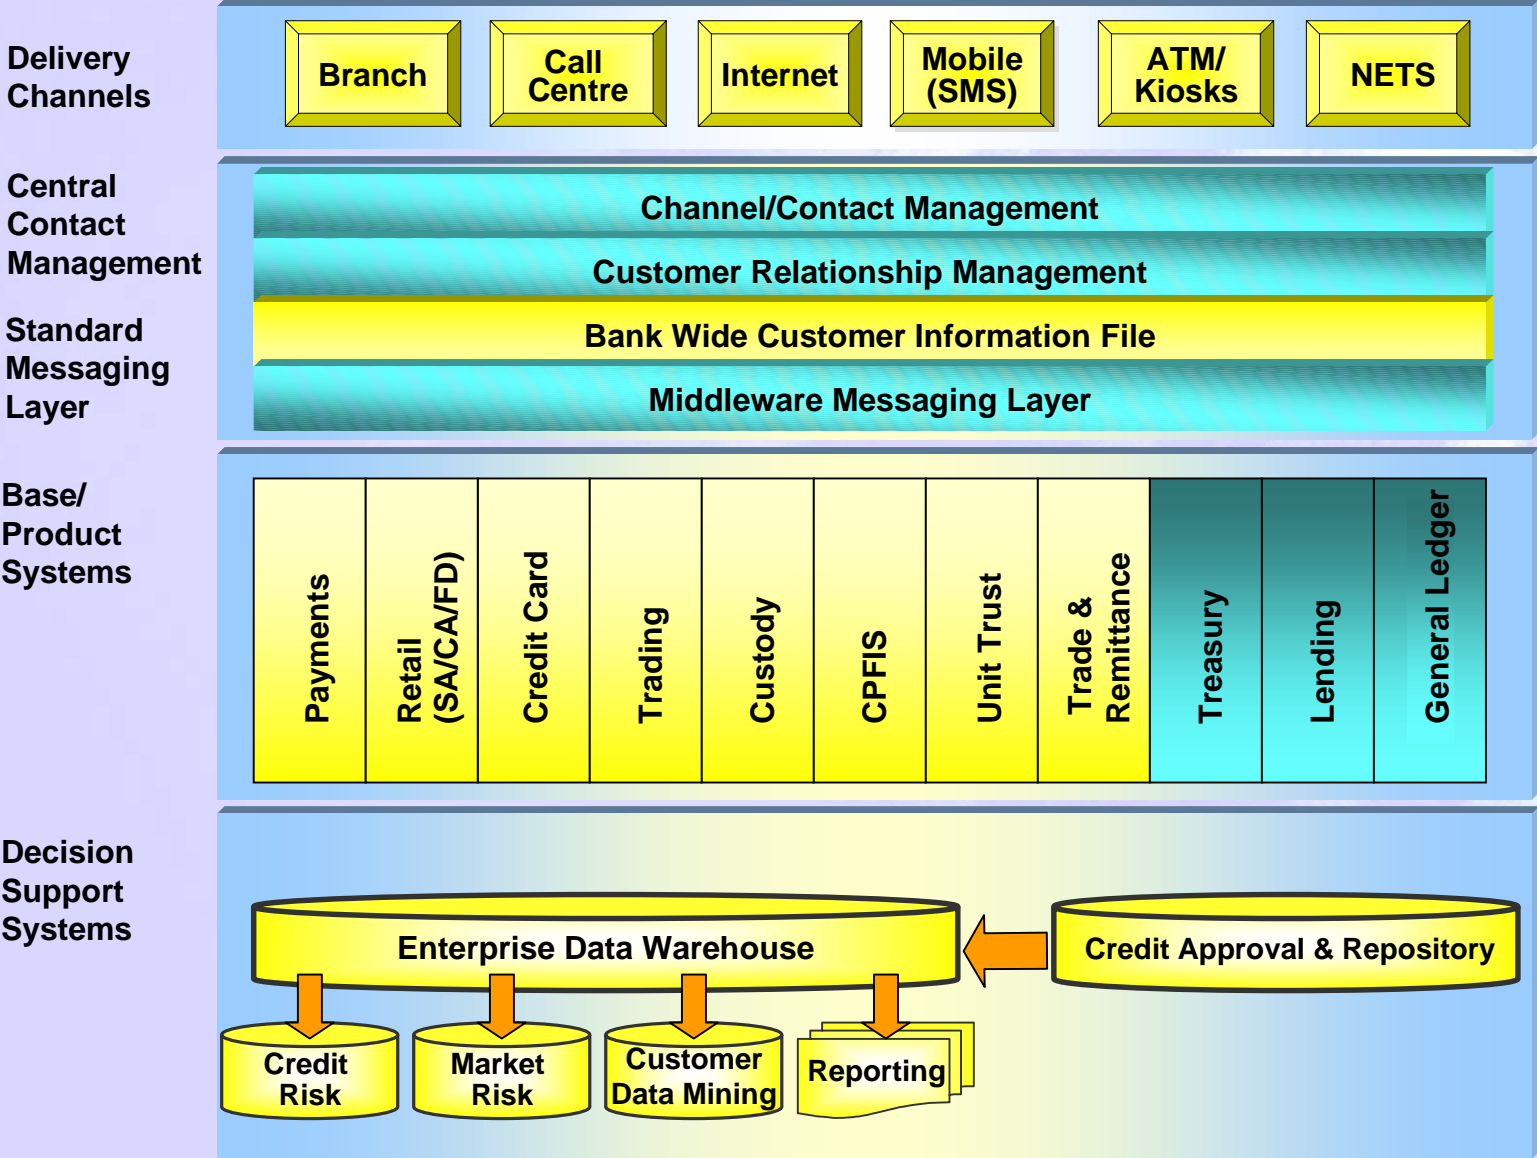 Delivery
Channels
Branch
Call
Centre
Internet
Mobile
(SMS)
ATM/
Kiosks
NETS
Central
Contact
Management
Channel/Contact Management
Customer Relationship Management
Standard
Messaging
Layer
Bank Wide Customer Information File
Middleware Messaging Layer
Base/
Product
Systems
Payments
Retail
(SA/CA/FD)
Credit Card
Trading
Custody
CPFIS
Unit Trust
Trade &
Remittance
Treasury
Lending
General Ledger
Decision
Support
Systems
Enterprise Data Warehouse
Credit Approval & Repository
Credit
Risk
Market
Risk
Customer
Data Mining
Reporting